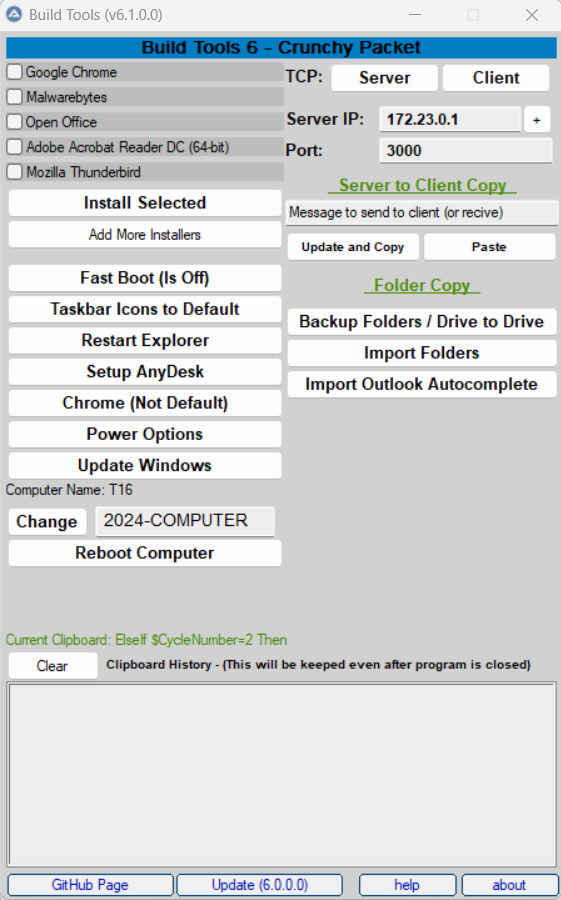 Build Tools (v6.1.0.0)
Build Tools 6 - Crunchy Packet
Google Chrome
Malwarebytes
Open Office
Adobe Acrobat Reader DC (64-bit)
Mozilla Thunderbird
Install Selected
Add More Installers
Fast Boot (Is Off)
Taskbar Icons to Default
Restart Explorer
Setup AnyDesk
Chrome (Not Default)
Power Options
Update Windows
Computer Name: T16
Change 2024-COMPUTER
Reboot Computer
TCP: Server Client
Server IP: 172.23.0.1 +
Port: 3000
Server to Client Copy
Message to send to client (or recive)
Update and Copy Paste
Folder Copy
Backup Folders / Drive to Drive
Import Folders
Import Outlook Autocomplete
Current Clipboard: ElseIf $CycleNumber=2 Then
Clear Clipboard History - (This will be keeped even after program is closed)
GitHub Page Update (6.0.0.0) help about